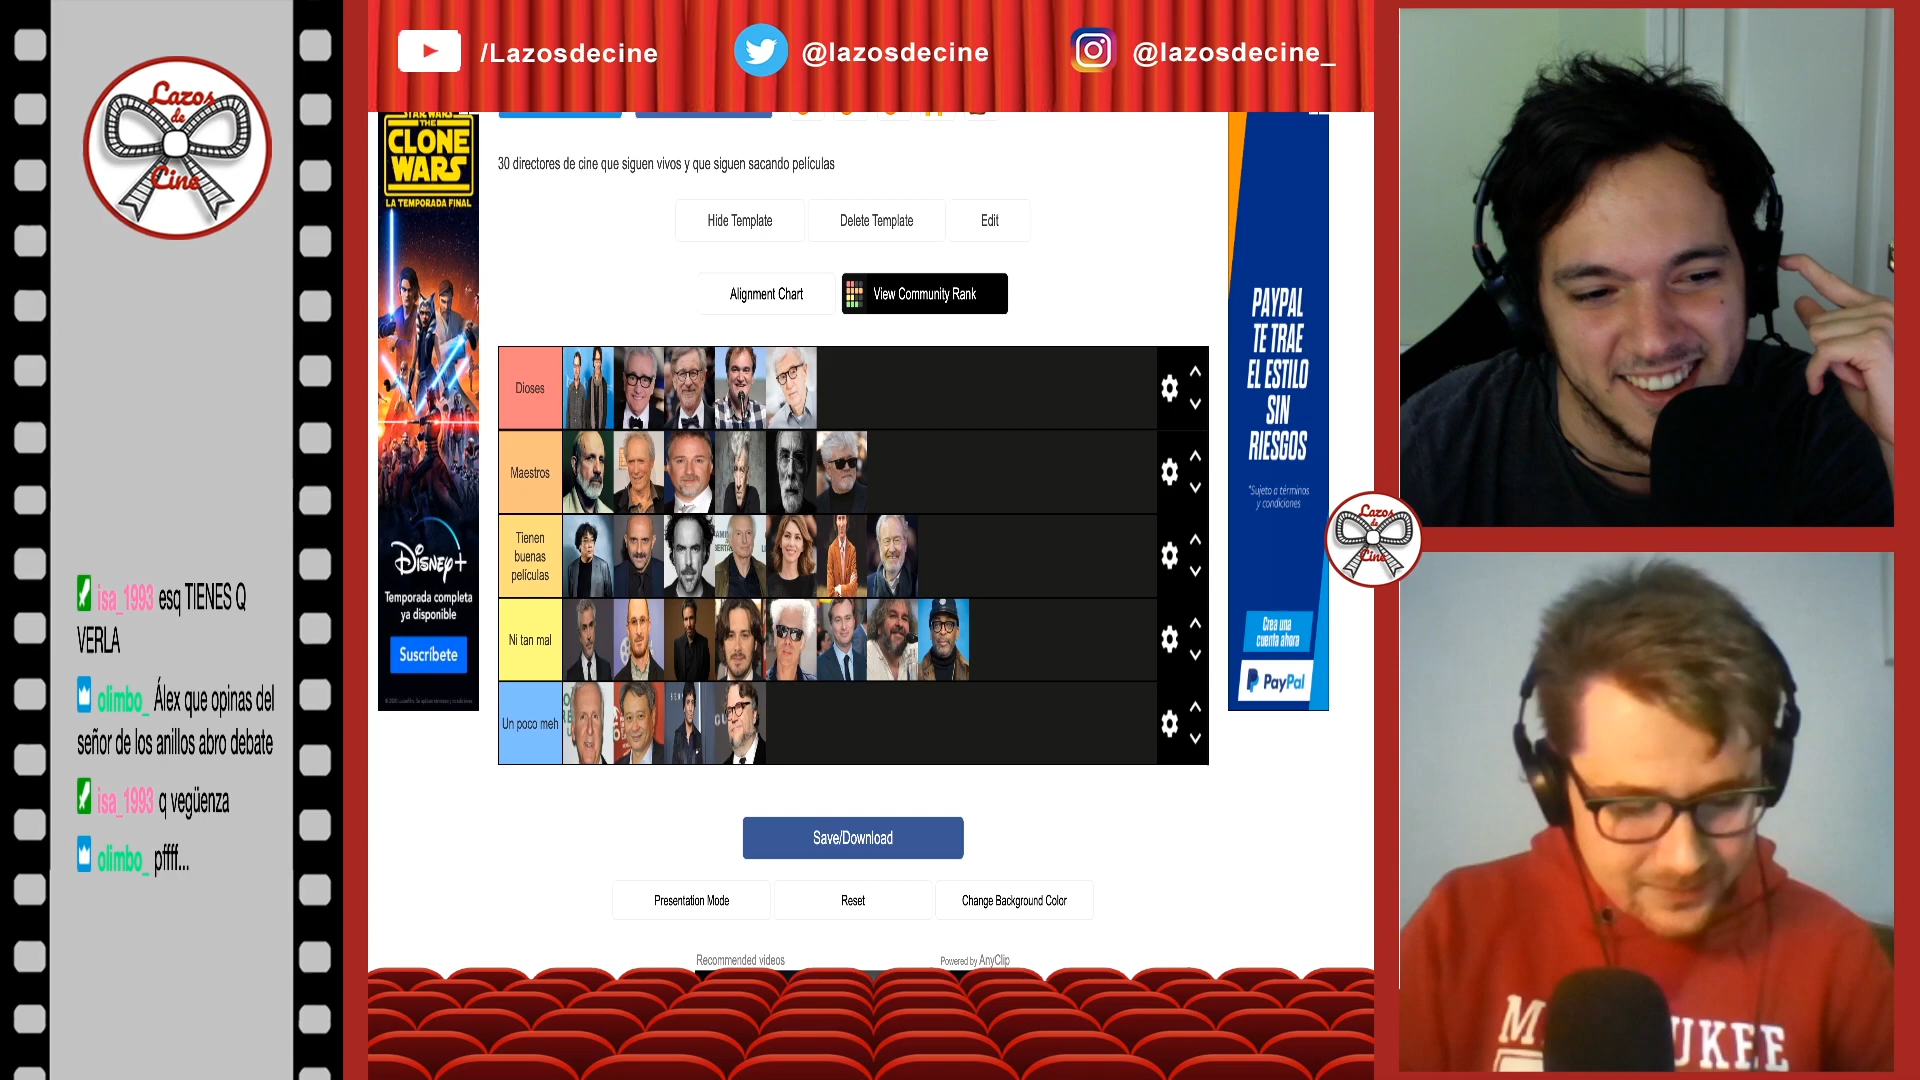 Lazos
de
Cine
isa_1993 esq TIENES Q
VERLA
olimbo_ Álex que opinas del
señor de los anillos abro debate
isa_1993 q vegüenza
olimbo_ pffff...
/Lazosdecine
@lazosdecine
@lazosdecine_
STAR WARS
THE
CLONE
WARS
LA TEMPORADA FINAL
Disney+
Temporada completa
ya disponible
Suscríbete
30 directores de cine que siguen vivos y que siguen sacando películas
Hide Template
Delete Template
Edit
Alignment Chart
View Community Rank
Dioses
Maestros
Tienen
buenas
películas
Ni tan mal
Un poco meh
Save/Download
Presentation Mode
Reset
Change Background Color
Recommended videos
Powered by AnyClip
PAYPAL
TE TRAE
EL ESTILO
SIN
RIESGOS
*Sujeto a términos
y condiciones
Crea una
cuenta ahora
PayPal
Lazos
de
Cine